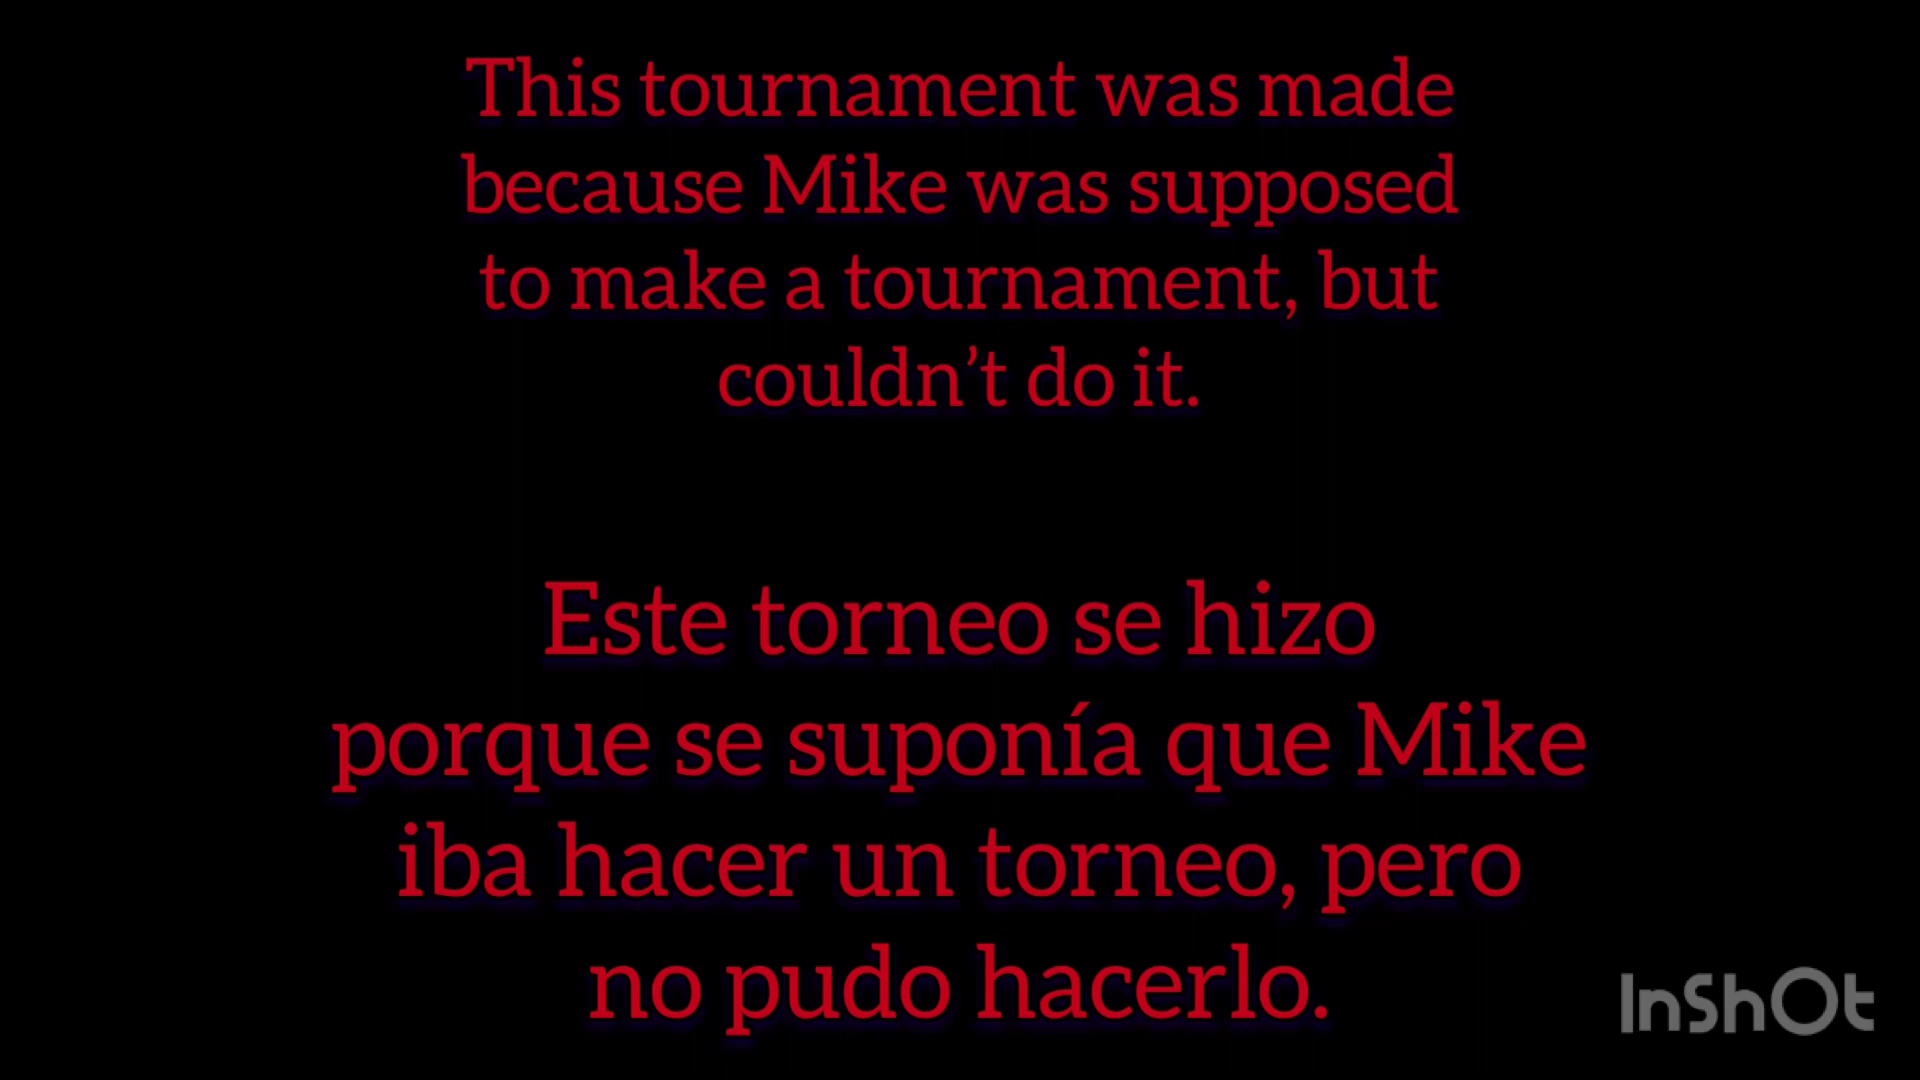 This tournament was made
because Mike was supposed
to make a tournament, but
couldn’t do it.
Este torneo se hizo
porque se suponía que Mike
iba hacer un torneo, pero
no pudo hacerlo.
InShOt